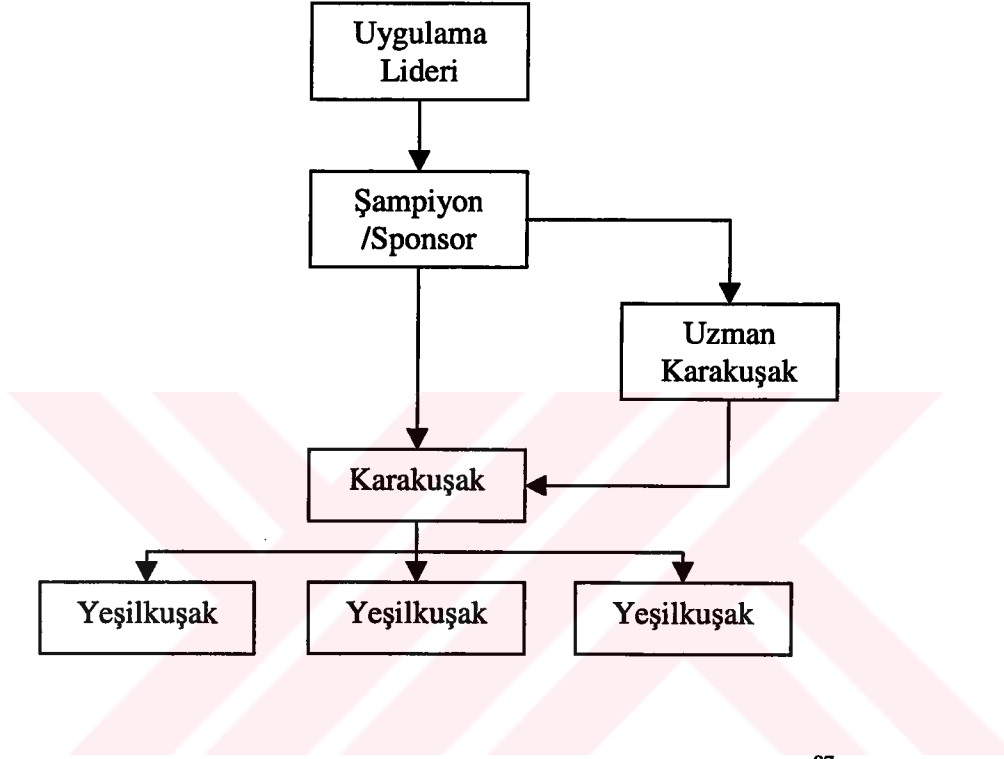 Uygulama
Lideri
Şampiyon
/Sponsor
Uzman
Karakuşak
Karakuşak
Yeşilkuşak
Yeşilkuşak
Yeşilkuşak